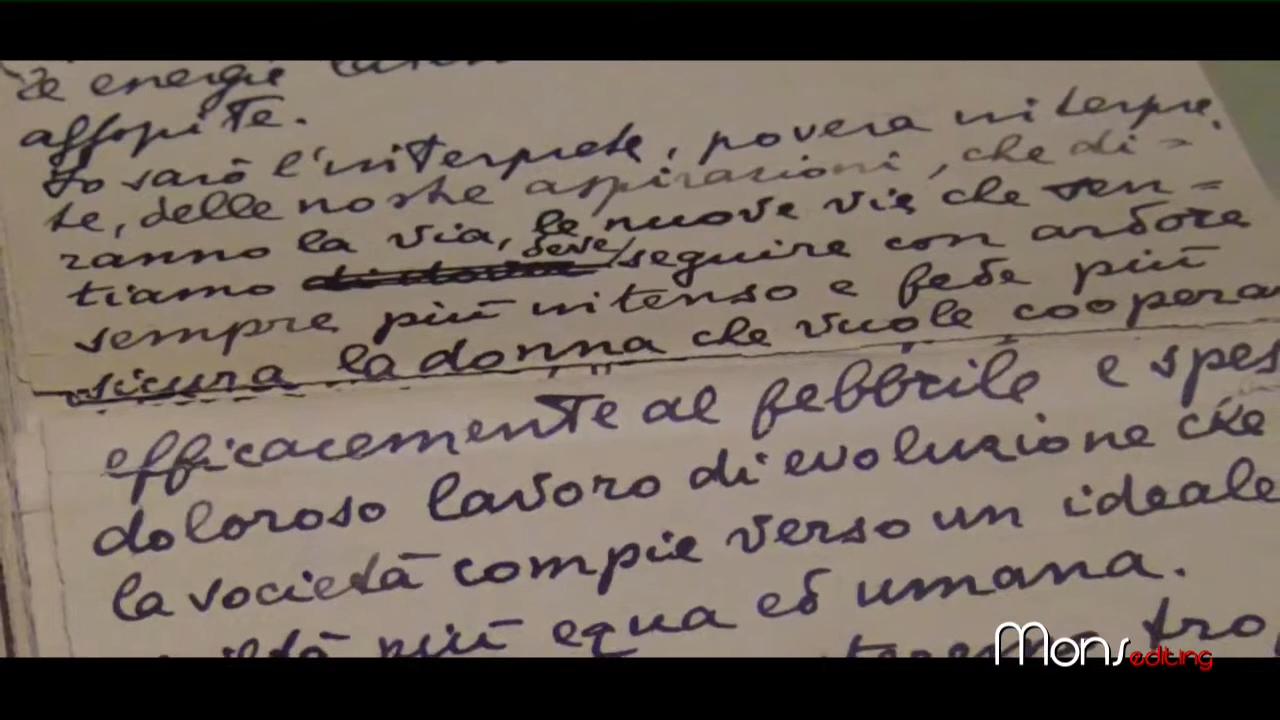 ze energie
assopite.
Io sarò l'interprete, povera interpre
te, delle nostre aspirazioni, che di-
ranno la via, le nuove vie che sen-
tiamo deve seguire con ardore
sempre più intenso e fede più
sicura la donna che vuole coopera
efficacemente al febbrile e spes
doloroso lavoro di evoluzione che
la società compie verso un ideale
più equa ed umana.
tro
Mons editing